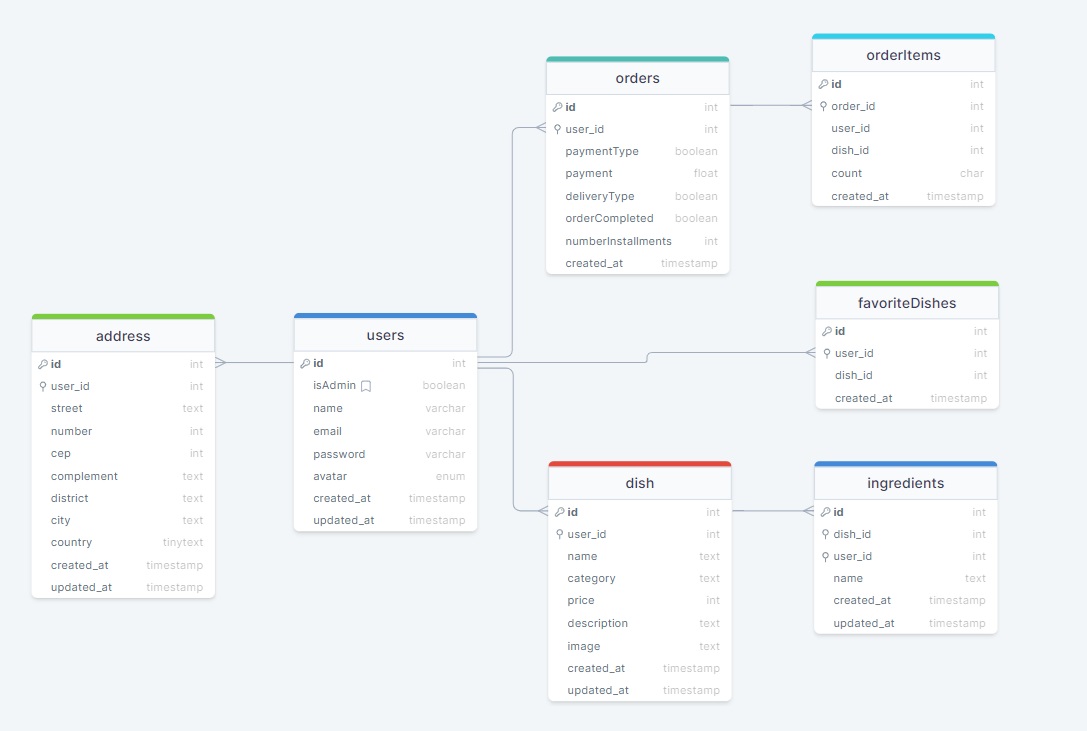 orders
id int
user_id int
paymentType boolean
payment float
deliveryType boolean
orderCompleted boolean
numberInstallments int
created_at timestamp
orderItems
id int
order_id int
user_id int
dish_id int
count char
created_at timestamp
address
id int
user_id int
street text
number int
cep int
complement text
district text
city text
country tinytext
created_at timestamp
updated_at timestamp
users
id int
isAdmin boolean
name varchar
email varchar
password varchar
avatar enum
created_at timestamp
updated_at timestamp
favoriteDishes
id int
user_id int
dish_id int
created_at timestamp
dish
id int
user_id int
name text
category text
price int
description text
image text
created_at timestamp
updated_at timestamp
ingredients
id int
dish_id int
user_id int
name text
created_at timestamp
updated_at timestamp